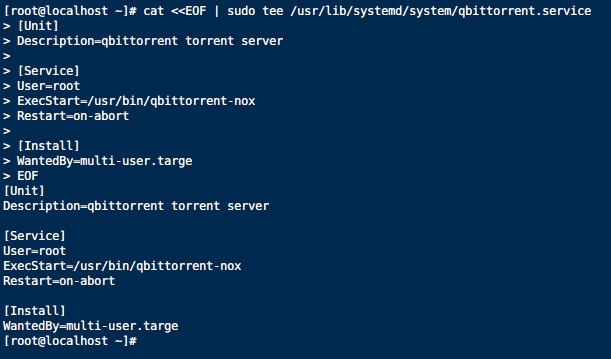 [root@localhost ~]# cat <<EOF | sudo tee /usr/lib/systemd/system/qbittorrent.service
> [Unit]
> Description=qbittorrent torrent server
>
> [Service]
> User=root
> ExecStart=/usr/bin/qbittorrent-nox
> Restart=on-abort
>
> [Install]
> WantedBy=multi-user.targe
> EOF
[Unit]
Description=qbittorrent torrent server

[Service]
User=root
ExecStart=/usr/bin/qbittorrent-nox
Restart=on-abort

[Install]
WantedBy=multi-user.targe
[root@localhost ~]#